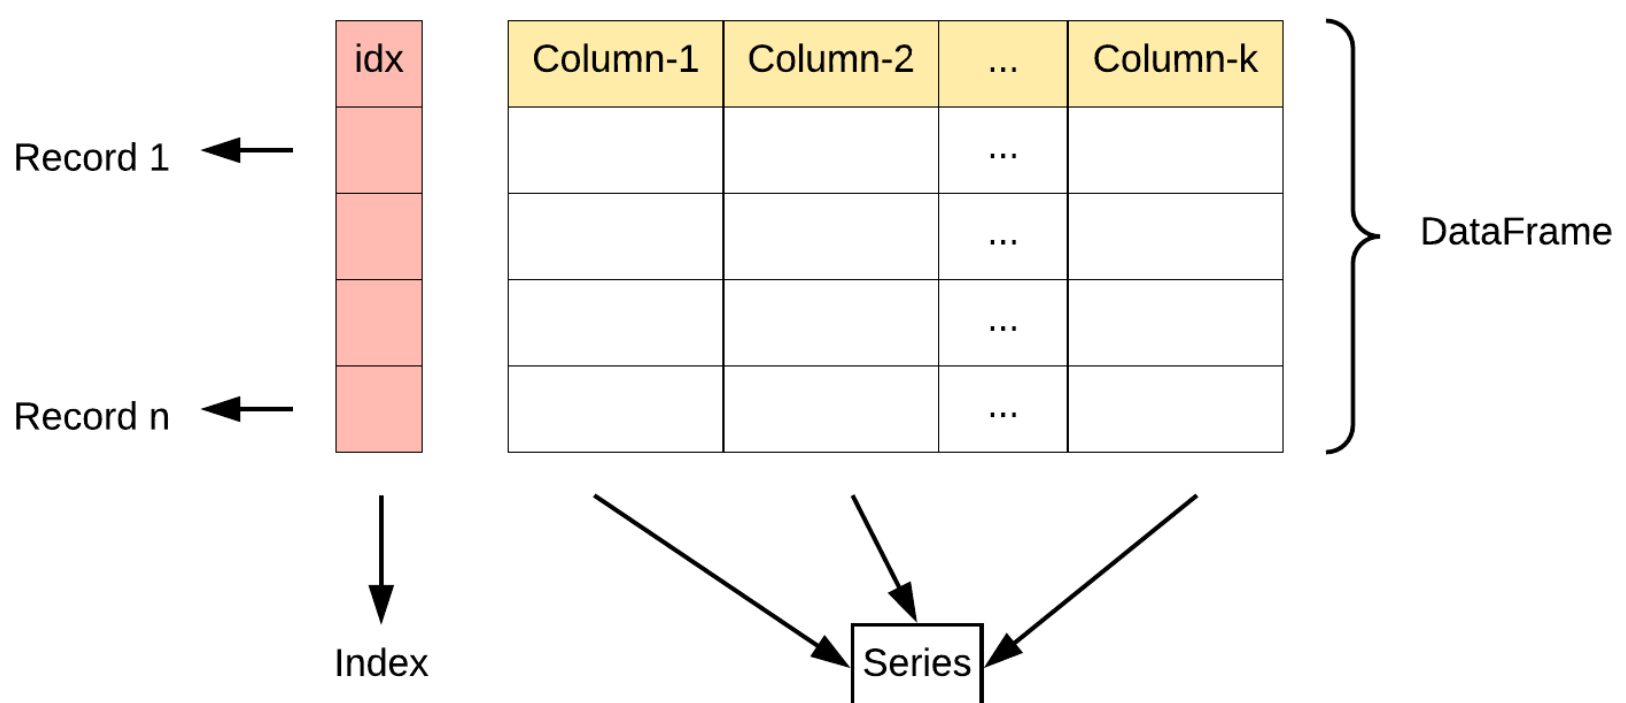 idx Column-1 Column-2 ... Column-k
Record 1 ...
... DataFrame
...
Record n ...
Index Series